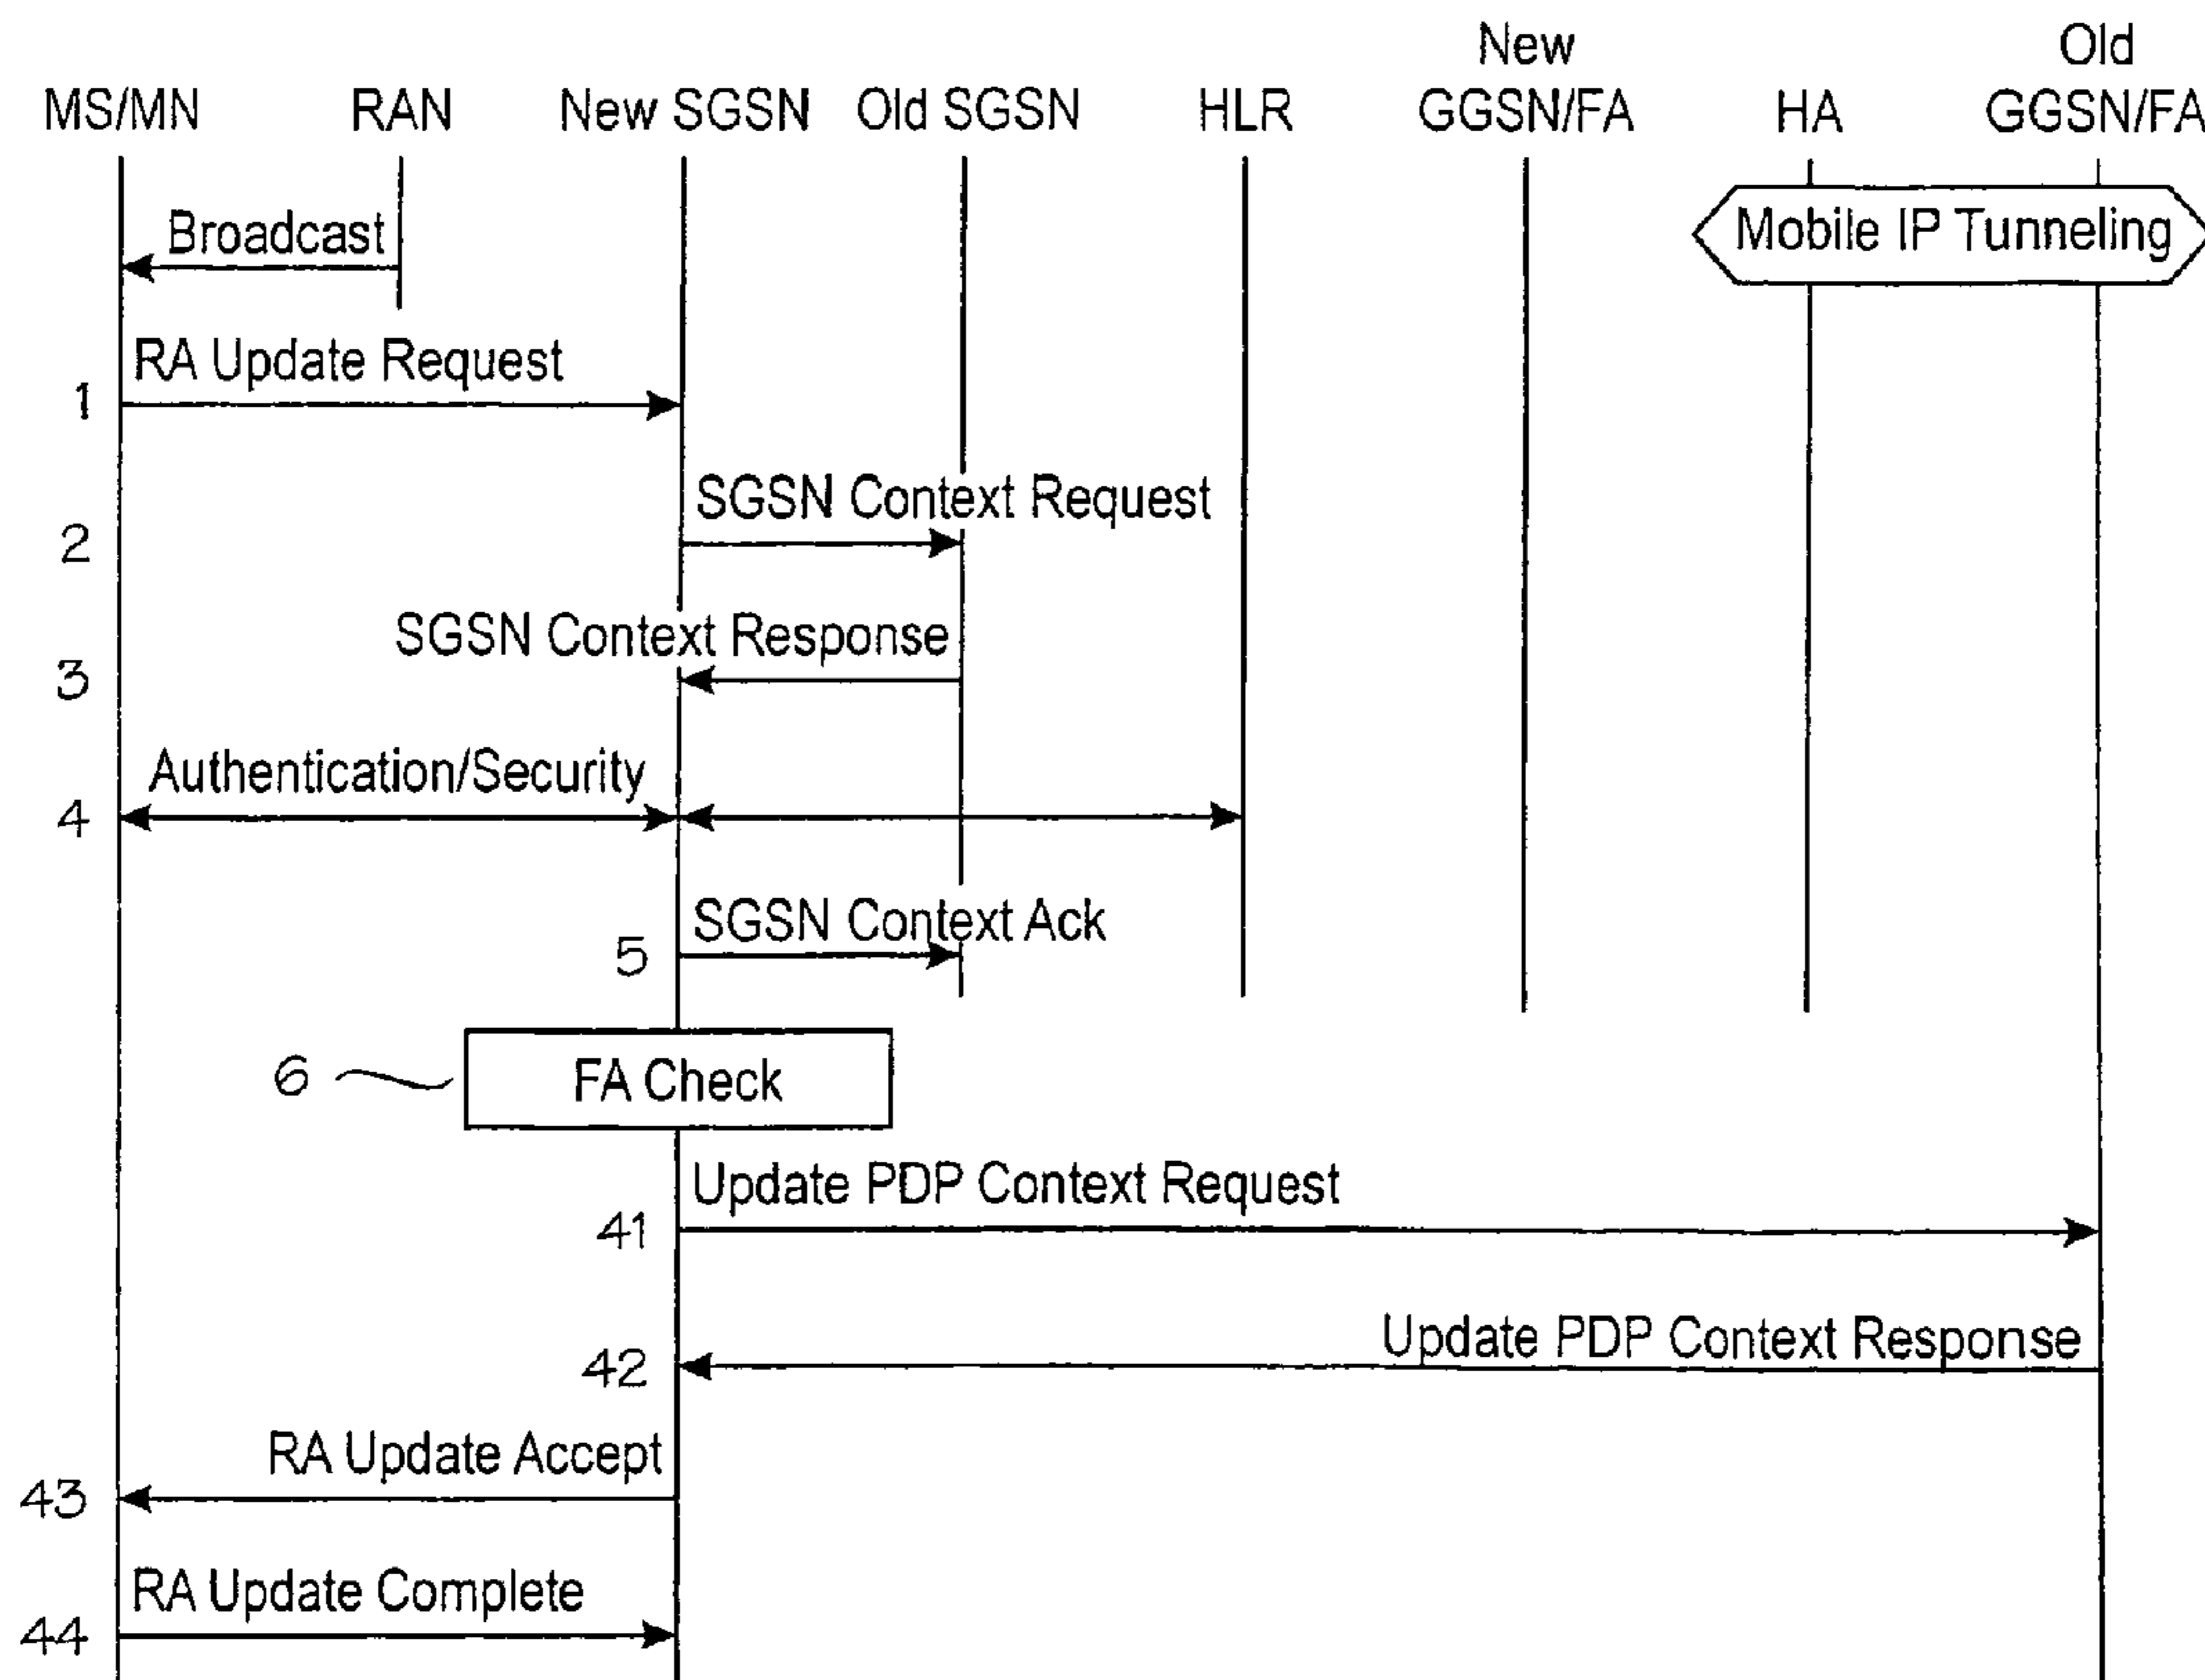 New
Old
MS/MN
RAN
New SGSN
Old SGSN
HLR
GGSN/FA
HA
GGSN/FA
Broadcast
Mobile IP Tunneling
RA Update Request
1
SGSN Context Request
2
SGSN Context Response
3
Authentication/Security
4
SGSN Context Ack
5
6
FA Check
Update PDP Context Request
41
Update PDP Context Response
42
RA Update Accept
43
RA Update Complete
44